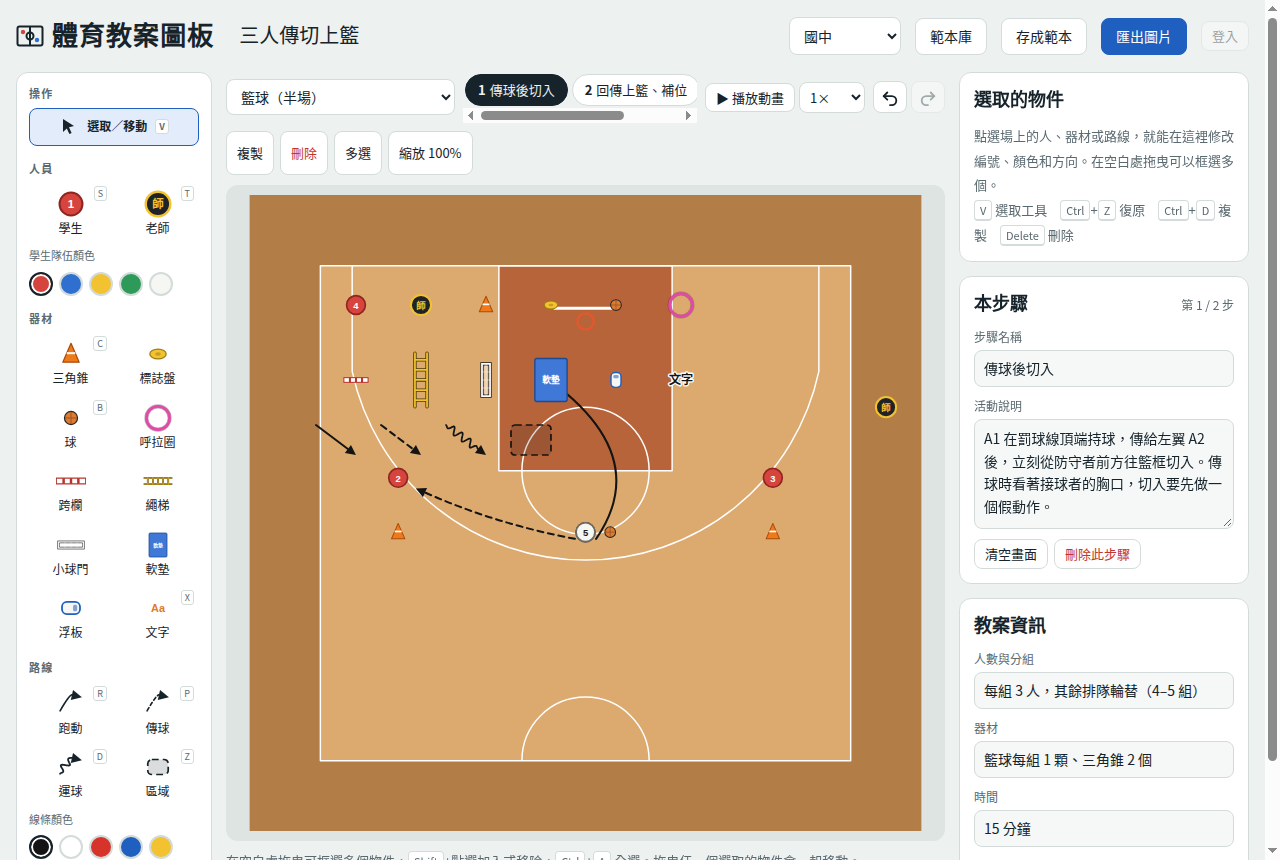 體育教案圖板
三人傳切上籃
國中
範本庫
存成範本
匯出圖片
登入
操作
選取／移動 V
人員
S
T
1
師
學生
老師
學生隊伍顏色
器材
C
三角錐
標誌盤
B
球
呼拉圈
跨欄
繩梯
軟墊
小球門
軟墊
X
Aa
浮板
文字
路線
R
P
跑動
傳球
D
Z
運球
區域
線條顏色
籃球（半場）
1 傳球後切入
2 回傳上籃、補位
▶ 播放動畫
1×
複製
刪除
多選
縮放 100%
4
師
軟墊
文字
師
2
3
5
選取的物件
點選場上的人、器材或路線，就能在這裡修改
編號、顏色和方向。在空白處拖曳可以框選多
個。
V 選取工具 Ctrl+Z 復原 Ctrl+D 複
製 Delete 刪除
本步驟
第 1 / 2 步
步驟名稱
傳球後切入
活動說明
A1 在罰球線頂端持球，傳給左翼 A2
後，立刻從防守者前方往籃框切入。傳
球時看著接球者的胸口，切入要先做一
個假動作。
清空畫面
刪除此步驟
教案資訊
人數與分組
每組 3 人，其餘排隊輪替（4–5 組）
器材
籃球每組 1 顆、三角錐 2 個
時間
15 分鐘